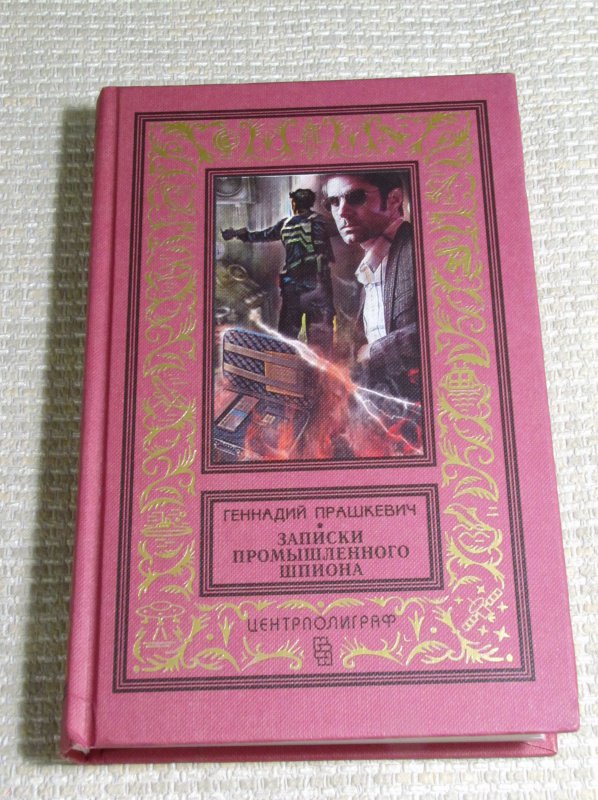 ГЕННАДИЙ ПРАШКЕВИЧ
ЗАПИСКИ
ПРОМЫШЛЕННОГО
ШПИОНА
ЦЕНТРПОЛИГРАФ